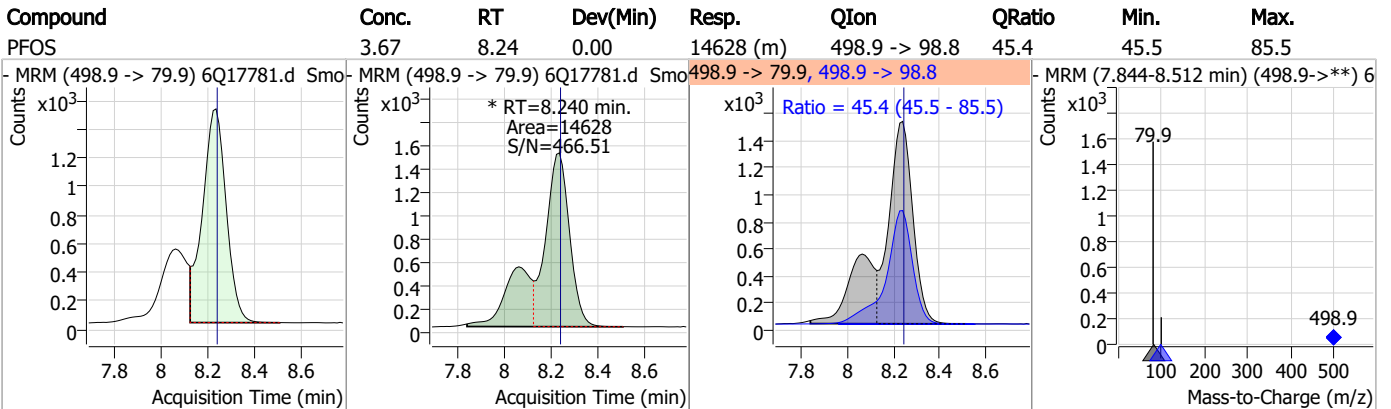 Compound Conc. RT Dev(Min) Resp. QIon QRatio Min. Max.
PFOS 3.67 8.24 0.00 14628 (m) 498.9 -> 98.8 45.4 45.5 85.5
- MRM (498.9 -> 79.9) 6Q17781.d Smo
Counts
x10³
1.2
1
0.8
0.6
0.4
0.2
0
7.8 8 8.2 8.4 8.6
Acquisition Time (min)
- MRM (498.9 -> 79.9) 6Q17781.d Smo
Counts
x10³
* RT=8.240 min.
Area=14628
S/N=466.51
1.6
1.4
1.2
1
0.8
0.6
0.4
0.2
0
7.8 8 8.2 8.4 8.6
Acquisition Time (min)
498.9 -> 79.9, 498.9 -> 98.8
Counts
x10³
Ratio = 45.4 (45.5 - 85.5)
1.4
1.2
1
0.8
0.6
0.4
0.2
0
7.8 8 8.2 8.4 8.6
Acquisition Time (min)
- MRM (7.844-8.512 min) (498.9->**) 6
Counts
x10³
79.9
1.6
1.4
1.2
1
0.8
0.6
0.4
0.2
0
498.9
100 200 300 400 500
Mass-to-Charge (m/z)